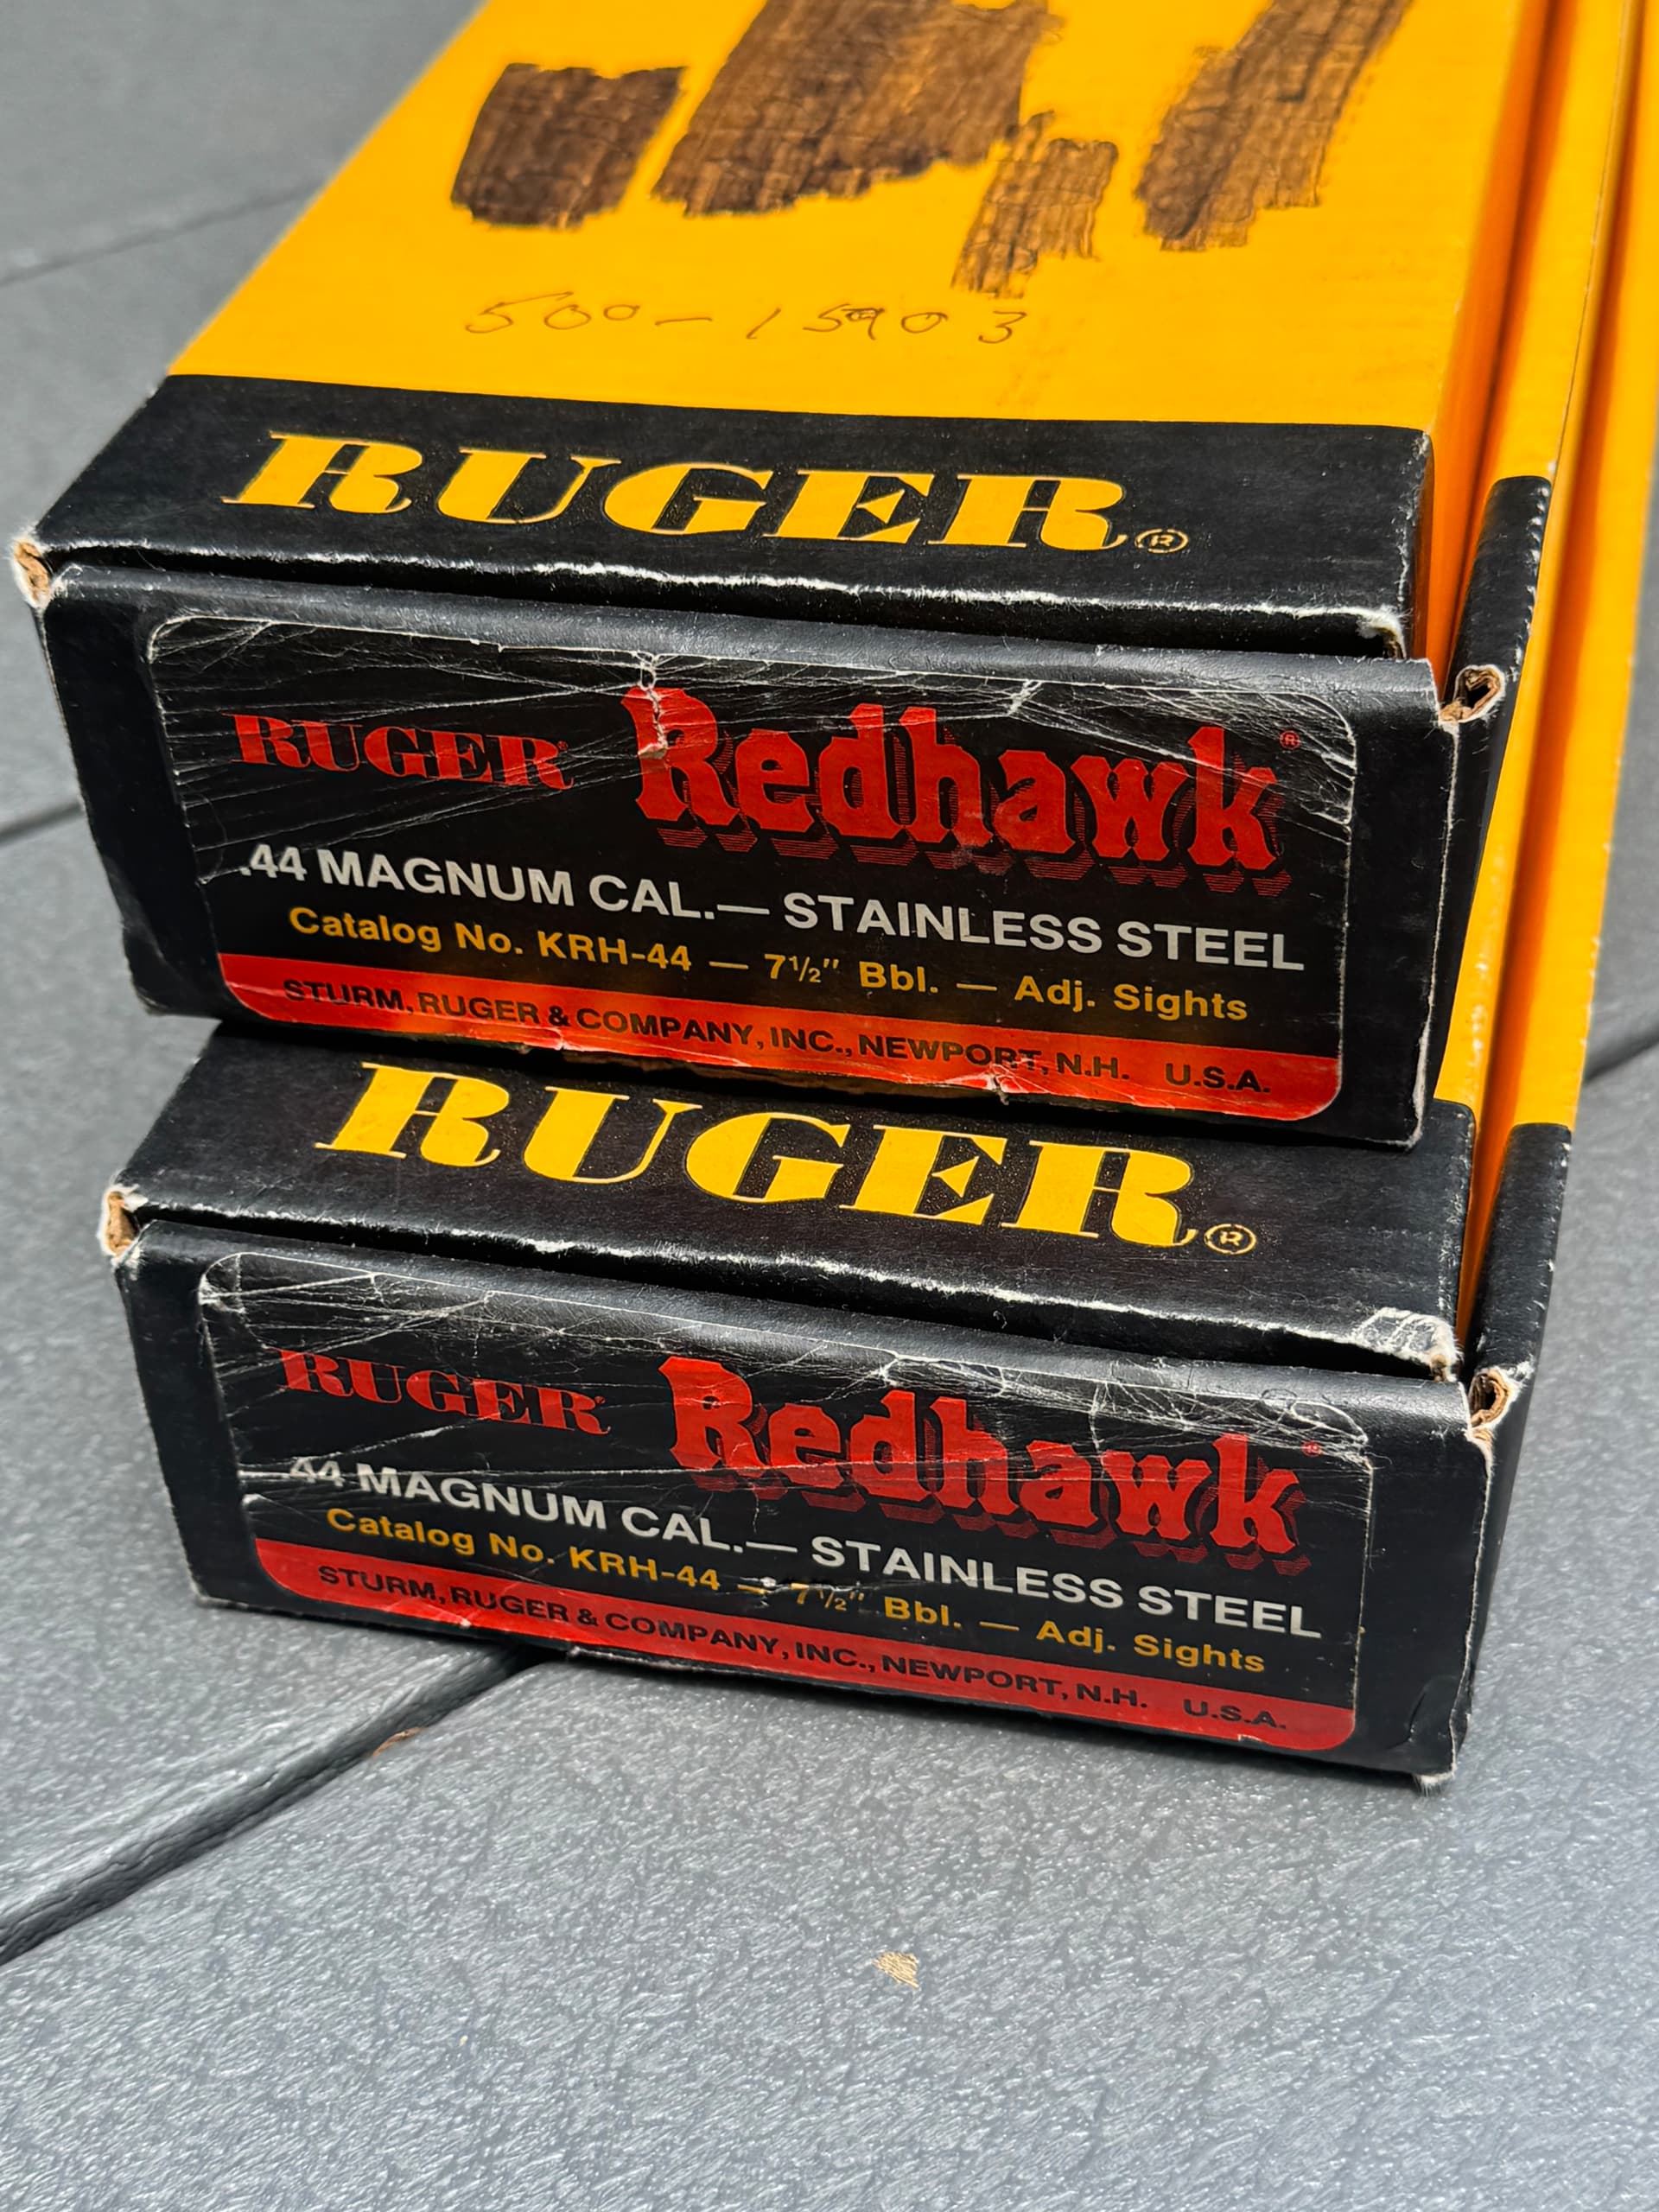 500-15903
RUGER®
RUGER® Redhawk®
.44 MAGNUM CAL.— STAINLESS STEEL
Catalog No. KRH-44 — 7½" Bbl. — Adj. Sights
STURM, RUGER & COMPANY, INC., NEWPORT, N.H. U.S.A.
RUGER®
RUGER® Redhawk®
.44 MAGNUM CAL.— STAINLESS STEEL
Catalog No. KRH-44 — 7½" Bbl. — Adj. Sights
STURM, RUGER & COMPANY, INC., NEWPORT, N.H. U.S.A.